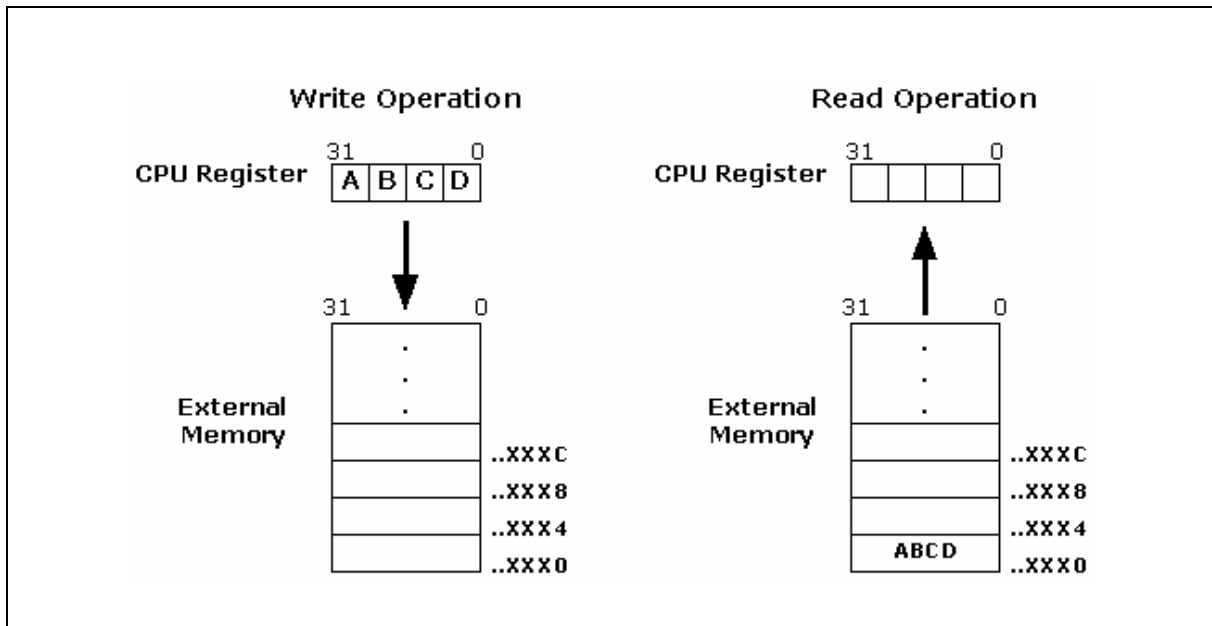 Write Operation
31 0
CPU Register
A B C D
31 0
.
.
.
External
Memory
..XXXC
..XXX8
..XXX4
..XXX0
Read Operation
31 0
CPU Register
31 0
.
.
.
External
Memory
..XXXC
..XXX8
..XXX4
ABCD
..XXX0